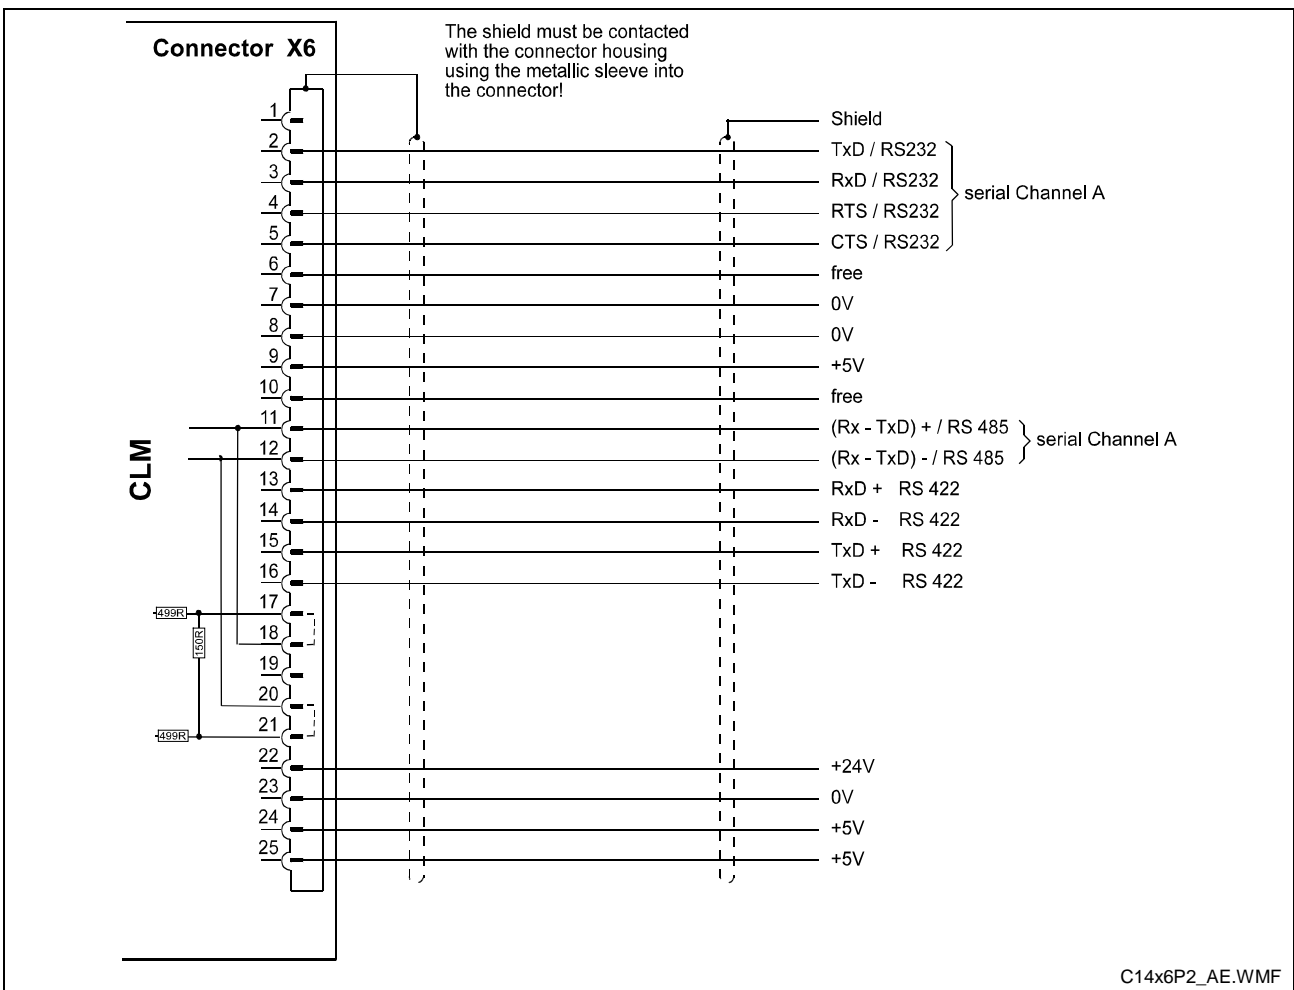 Connector X6
The shield must be contacted
with the connector housing
using the metallic sleeve into
the connector!
1
Shield
2
TxD / RS232
3
RxD / RS232
serial Channel A
4
RTS / RS232
5
CTS / RS232
6
free
7
0V
8
0V
9
+5V
10
free
11
(Rx - TxD) + / RS 485
serial Channel A
12
(Rx - TxD) - / RS 485
CLM
13
RxD + RS 422
14
RxD - RS 422
15
TxD + RS 422
16
TxD - RS 422
17
499R
18
150R
19
20
21
499R
22
+24V
23
0V
24
+5V
25
+5V
C14x6P2_AE.WMF